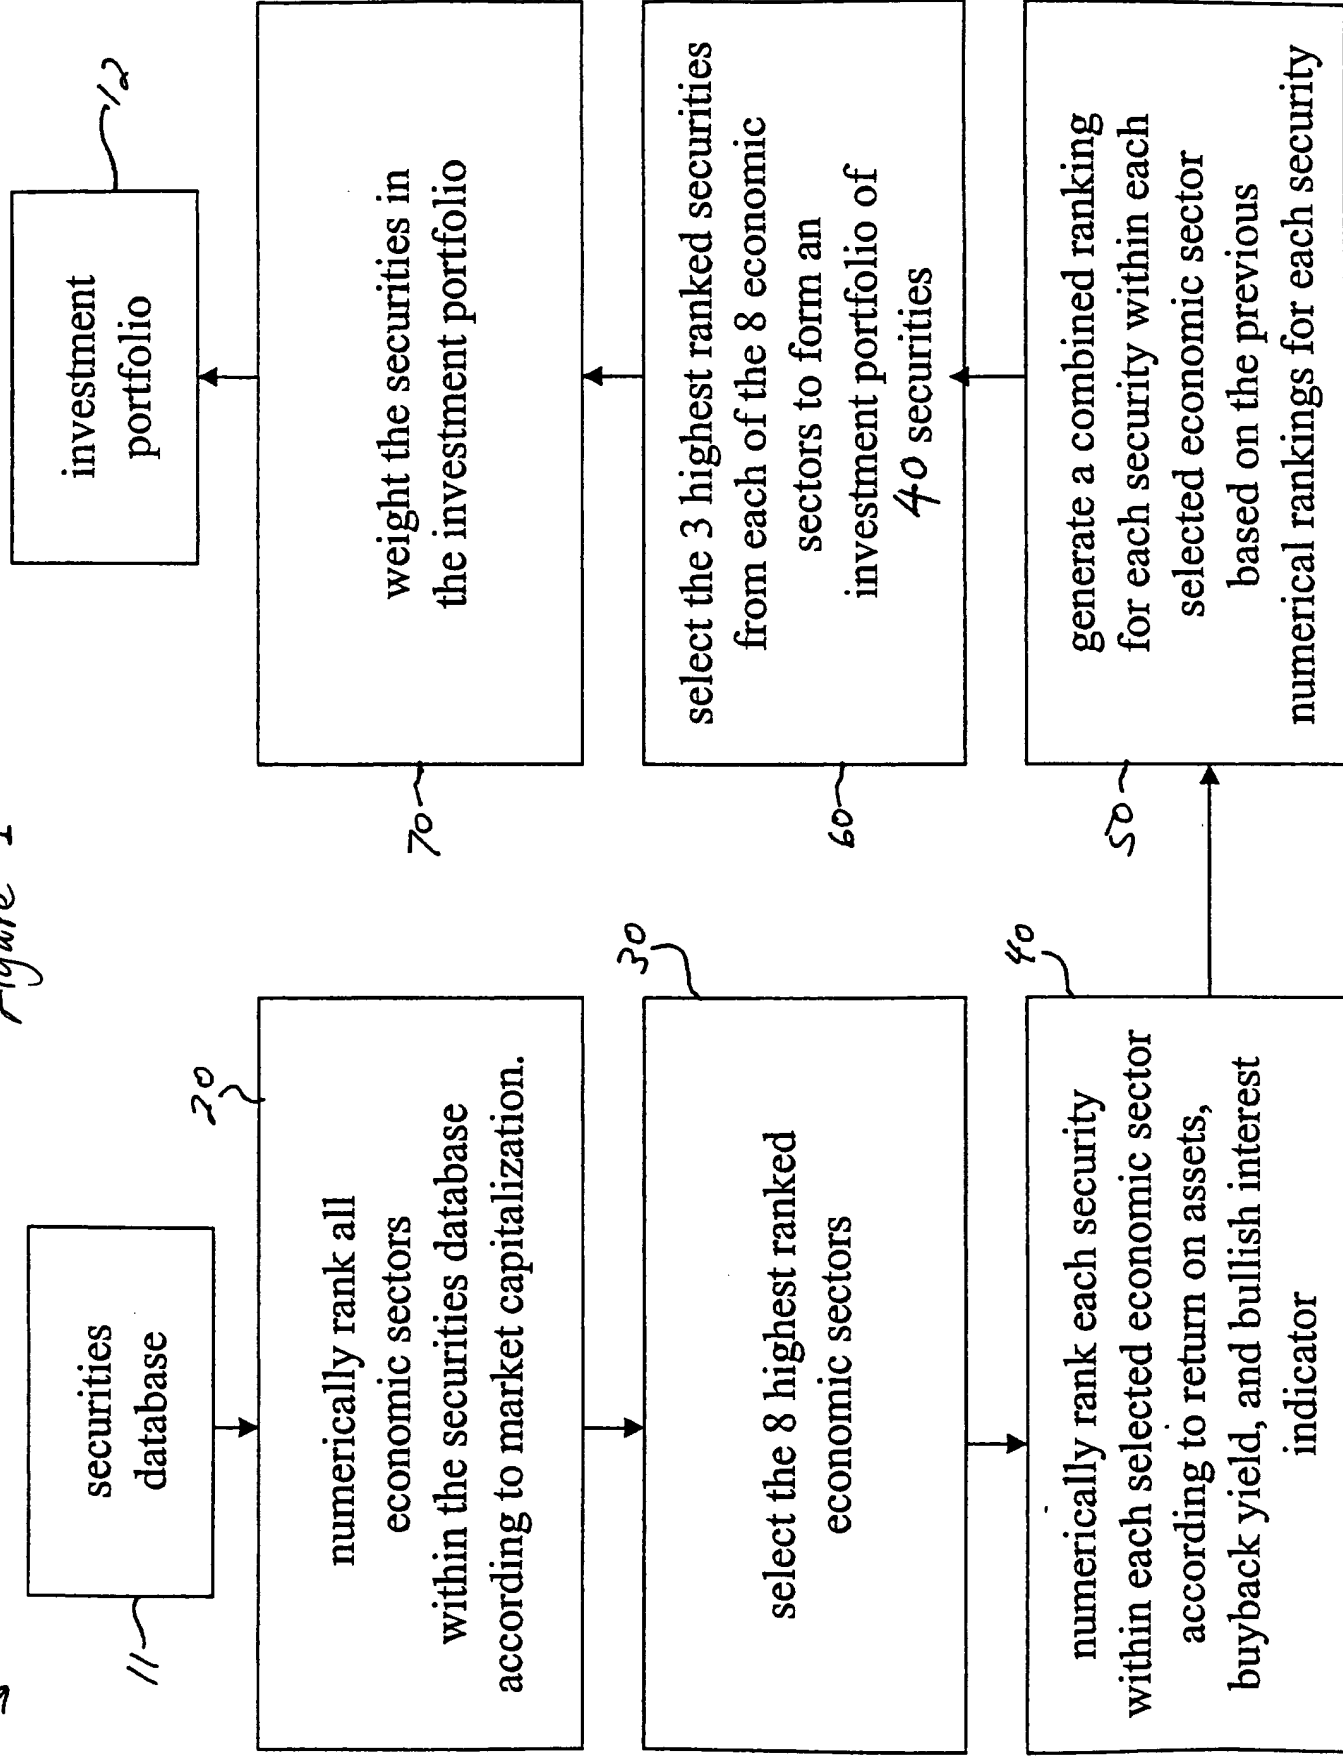 Figure 1
11
securities
database
20
numerically rank all
economic sectors
within the securities database
according to market capitalization.
30
select the 8 highest ranked
economic sectors
40
numerically rank each security
within each selected economic sector
according to return on assets,
buyback yield, and bullish interest
indicator
50
generate a combined ranking
for each security within each
selected economic sector
based on the previous
numerical rankings for each security
60
select the 3 highest ranked securities
from each of the 8 economic
sectors to form an
investment portfolio of
40 securities
70
weight the securities in
the investment portfolio
12
investment
portfolio